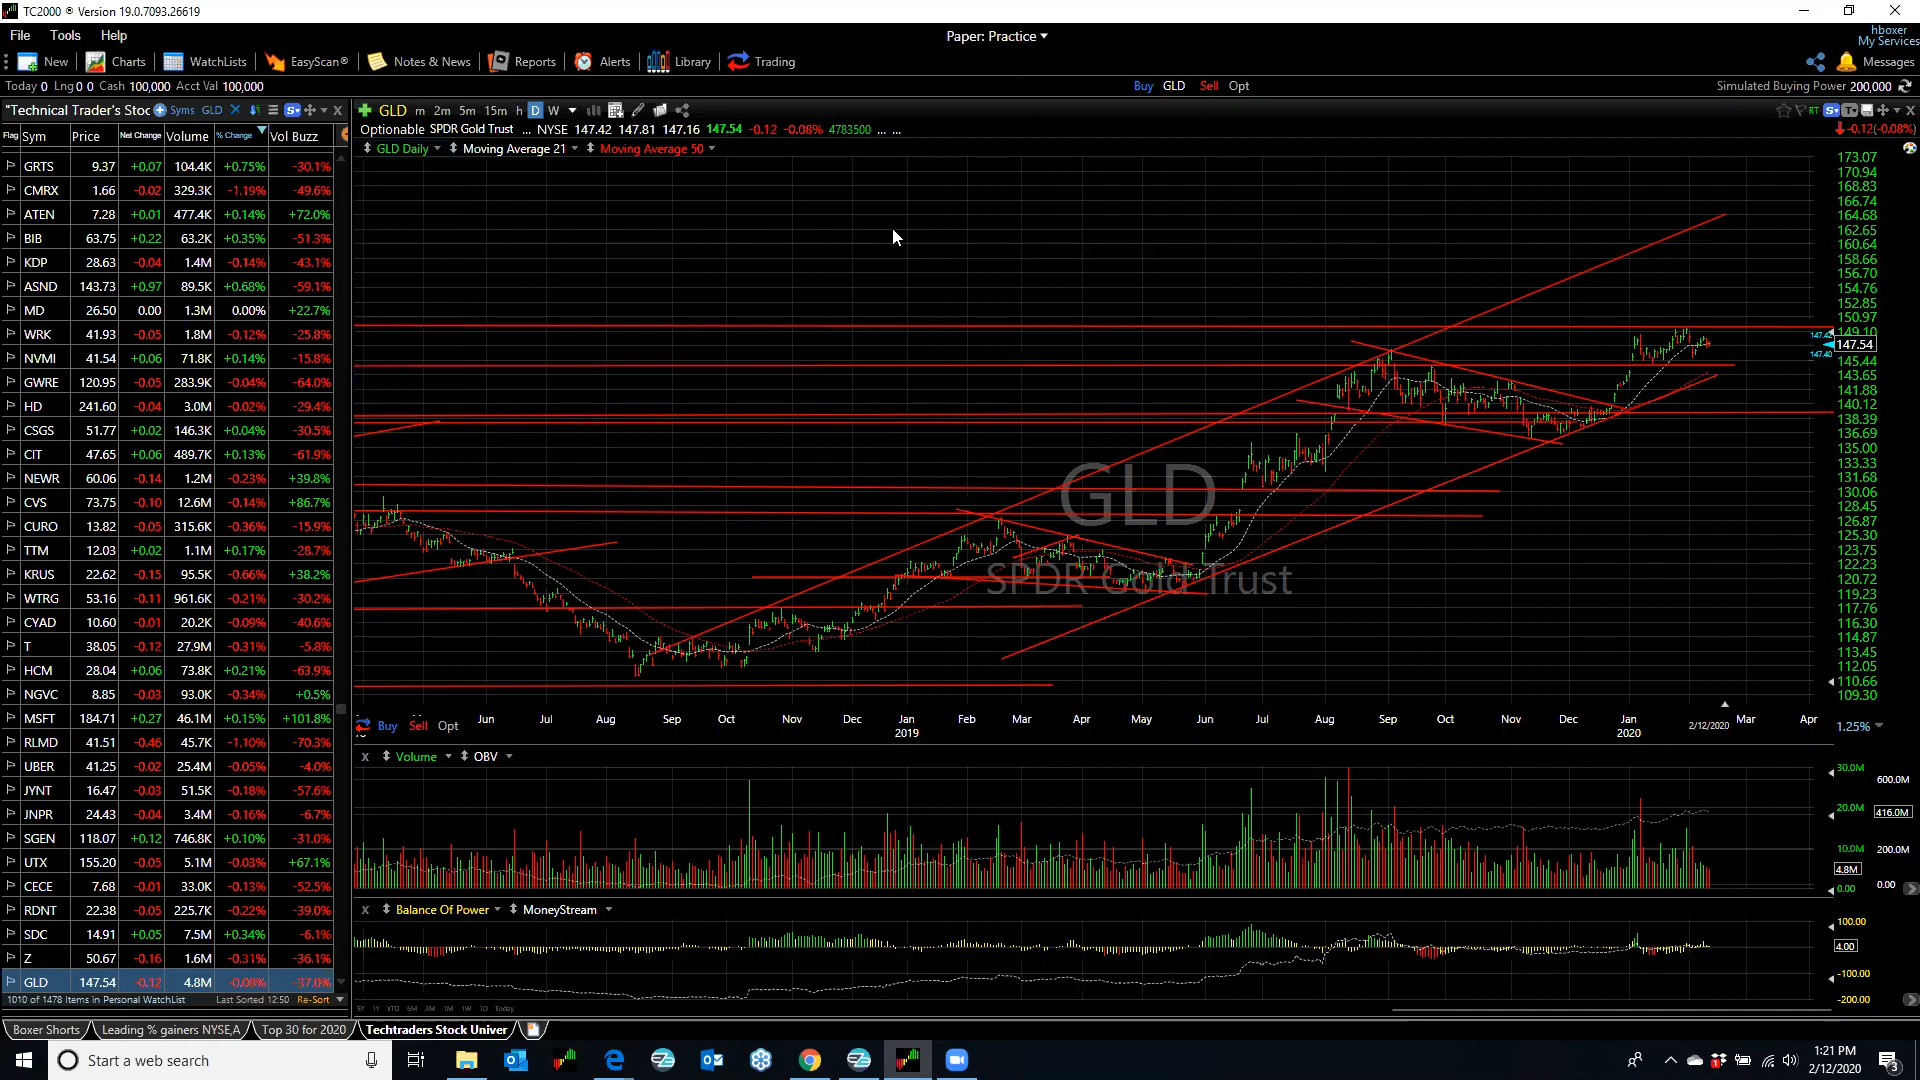 TC2000 ® Version 19.0.7093.26619
File Tools Help
Paper: Practice
hboxer
My Services
New Charts WatchLists EasyScan® Notes & News Reports Alerts Library Trading
Messages
Today 0 Lng 0 0 Cash 100,000 Acct Val 100,000
Buy GLD Sell Opt
Simulated Buying Power 200,000
"Technical Trader's Stoc Syms GLD
GLD m 2m 5m 15m h D W
RT
Flag Sym Price Net Change Volume % Change Vol Buzz
Optionable SPDR Gold Trust ... NYSE 147.42 147.81 147.16 147.54 -0.12 -0.08% 4783500 ... ...
-0.12(-0.08%)
GLD Daily Moving Average 21 Moving Average 50
GRTS 9.37 +0.07 104.4K +0.75% -30.1%
CMRX 1.66 -0.02 329.3K -1.19% -49.6%
ATEN 7.28 +0.01 477.4K +0.14% +72.0%
BIB 63.75 +0.22 63.2K +0.35% -51.3%
KDP 28.63 -0.04 1.4M -0.14% -43.1%
ASND 143.73 +0.97 89.5K +0.68% -59.1%
MD 26.50 0.00 1.3M 0.00% +22.7%
WRK 41.93 -0.05 1.8M -0.12% -25.8%
NVMI 41.54 +0.06 71.8K +0.14% -15.8%
GWRE 120.95 -0.05 283.9K -0.04% -64.0%
HD 241.60 -0.04 3.0M -0.02% -29.4%
CSGS 51.77 +0.02 146.3K +0.04% -30.5%
CIT 47.65 +0.06 489.7K +0.13% -61.9%
NEWR 60.06 -0.14 1.2M -0.23% +39.8%
CVS 73.75 -0.10 12.6M -0.14% +86.7%
CURO 13.82 -0.05 315.6K -0.36% -15.9%
TTM 12.03 +0.02 1.1M +0.17% -28.7%
KRUS 22.62 -0.15 95.5K -0.66% +38.2%
WTRG 53.16 -0.11 961.6K -0.21% -30.2%
CYAD 10.60 -0.01 20.2K -0.09% -40.6%
T 38.05 -0.12 27.9M -0.31% -5.8%
HCM 28.04 +0.06 73.8K +0.21% -63.9%
NGVC 8.85 -0.03 93.0K -0.34% +0.5%
MSFT 184.71 +0.27 46.1M +0.15% +101.8%
RLMD 41.51 -0.46 45.7K -1.10% -70.3%
UBER 41.25 -0.02 25.4M -0.05% -4.0%
JYNT 16.47 -0.03 51.5K -0.18% -57.6%
JNPR 24.43 -0.04 3.4M -0.16% -6.7%
SGEN 118.07 +0.12 746.8K +0.10% -31.0%
UTX 155.20 -0.05 5.1M -0.03% +67.1%
CECE 7.68 -0.01 33.0K -0.13% -52.5%
RDNT 22.38 -0.05 225.7K -0.22% -39.0%
SDC 14.91 +0.05 7.5M +0.34% -6.1%
Z 50.67 -0.16 1.6M -0.31% -36.1%
GLD 147.54 -0.12 4.8M -0.08% -37.0%
1010 of 1478 Items in Personal WatchList Last Sorted 12:50 Re-Sort
GLD
SPDR Gold Trust
173.07
170.94
168.83
166.74
164.68
162.65
160.64
158.66
156.70
154.76
152.85
150.97
149.10
147.42
147.54
147.40
145.44
143.65
141.88
140.12
138.39
136.69
135.00
133.33
131.68
130.06
128.45
126.87
125.30
123.75
122.23
120.72
119.23
117.76
116.30
114.87
113.45
112.05
110.66
109.30
Buy Sell Opt
Jun Jul Aug Sep Oct Nov Dec Jan Feb Mar Apr May Jun Jul Aug Sep Oct Nov Dec Jan 2/12/2020 Mar Apr
2019 2020
1.25%
X Volume OBV
30.0M
600.0M
20.0M
416.0M
10.0M
200.0M
4.8M
0.00
0.00
X Balance Of Power MoneyStream
100.00
4.00
-100.00
-200.00
5Y 1Y YTD 6M 3M 1M 1W 1D Today
Boxer Shorts Leading % gainers NYSE,A Top 30 for 2020 Techtraders Stock Univer
Start a web search
1:21 PM
2/12/2020
3